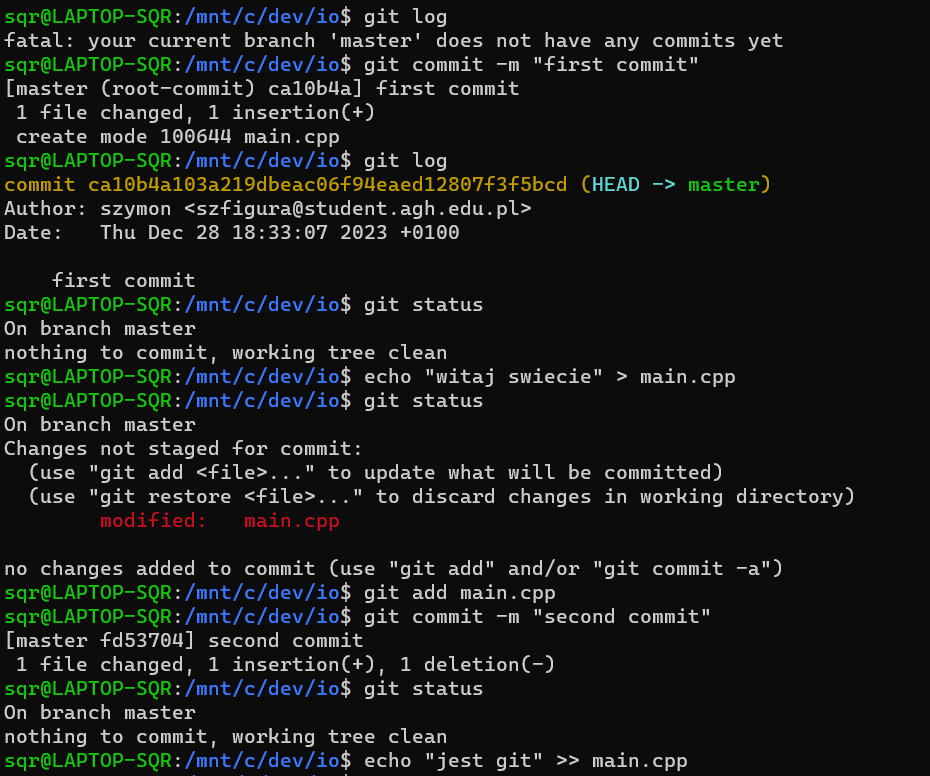 sqr@LAPTOP-SQR:/mnt/c/dev/io$ git log
fatal: your current branch 'master' does not have any commits yet
sqr@LAPTOP-SQR:/mnt/c/dev/io$ git commit -m "first commit"
[master (root-commit) ca10b4a] first commit
 1 file changed, 1 insertion(+)
 create mode 100644 main.cpp
sqr@LAPTOP-SQR:/mnt/c/dev/io$ git log
commit ca10b4a103a219dbeac06f94eaed12807f3f5bcd (HEAD -> master)
Author: szymon <szfigura@student.agh.edu.pl>
Date:   Thu Dec 28 18:33:07 2023 +0100

    first commit
sqr@LAPTOP-SQR:/mnt/c/dev/io$ git status
On branch master
nothing to commit, working tree clean
sqr@LAPTOP-SQR:/mnt/c/dev/io$ echo "witaj swiecie" > main.cpp
sqr@LAPTOP-SQR:/mnt/c/dev/io$ git status
On branch master
Changes not staged for commit:
  (use "git add <file>..." to update what will be committed)
  (use "git restore <file>..." to discard changes in working directory)
        modified:   main.cpp

no changes added to commit (use "git add" and/or "git commit -a")
sqr@LAPTOP-SQR:/mnt/c/dev/io$ git add main.cpp
sqr@LAPTOP-SQR:/mnt/c/dev/io$ git commit -m "second commit"
[master fd53704] second commit
 1 file changed, 1 insertion(+), 1 deletion(-)
sqr@LAPTOP-SQR:/mnt/c/dev/io$ git status
On branch master
nothing to commit, working tree clean
sqr@LAPTOP-SQR:/mnt/c/dev/io$ echo "jest git" >> main.cpp